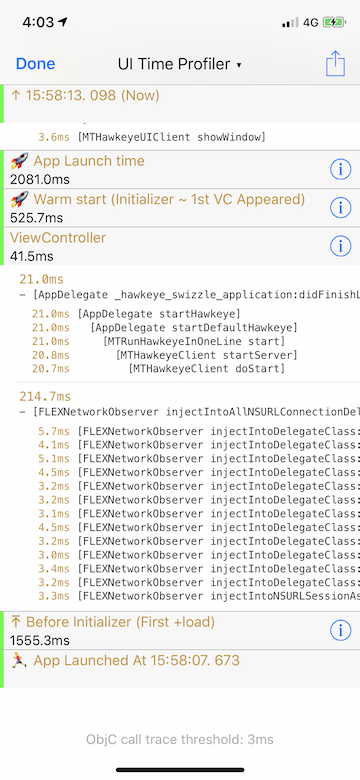 4:03
4G
Done
UI Time Profiler ▾
↑ 15:58:13. 098 (Now)
3.6ms [MTHawkeyeUIClient showWindow]
🚀 App Launch time
2081.0ms
🚀 Warm start (Initializer ~ 1st VC Appeared)
525.7ms
ViewController
41.5ms
21.0ms
– [AppDelegate _hawkeye_swizzle_application:didFinishL
21.0ms [AppDelegate startHawkeye]
21.0ms [AppDelegate startDefaultHawkeye]
21.0ms [MTRunHawkeyeInOneLine start]
20.8ms [MTHawkeyeClient startServer]
20.7ms [MTHawkeyeClient doStart]
214.7ms
– [FLEXNetworkObserver injectIntoAllNSURLConnectionDel
5.7ms [FLEXNetworkObserver injectIntoDelegateClass:
4.1ms [FLEXNetworkObserver injectIntoDelegateClass:
5.1ms [FLEXNetworkObserver injectIntoDelegateClass:
4.5ms [FLEXNetworkObserver injectIntoDelegateClass:
3.2ms [FLEXNetworkObserver injectIntoDelegateClass:
3.2ms [FLEXNetworkObserver injectIntoDelegateClass:
3.1ms [FLEXNetworkObserver injectIntoDelegateClass:
4.5ms [FLEXNetworkObserver injectIntoDelegateClass:
3.2ms [FLEXNetworkObserver injectIntoDelegateClass:
3.0ms [FLEXNetworkObserver injectIntoDelegateClass:
3.4ms [FLEXNetworkObserver injectIntoDelegateClass:
3.2ms [FLEXNetworkObserver injectIntoDelegateClass:
3.3ms [FLEXNetworkObserver injectIntoNSURLSessionAs
⤒ Before Initializer (First +load)
1555.3ms
🏃‍♀️ App Launched At 15:58:07. 673
ObjC call trace threshold: 3ms